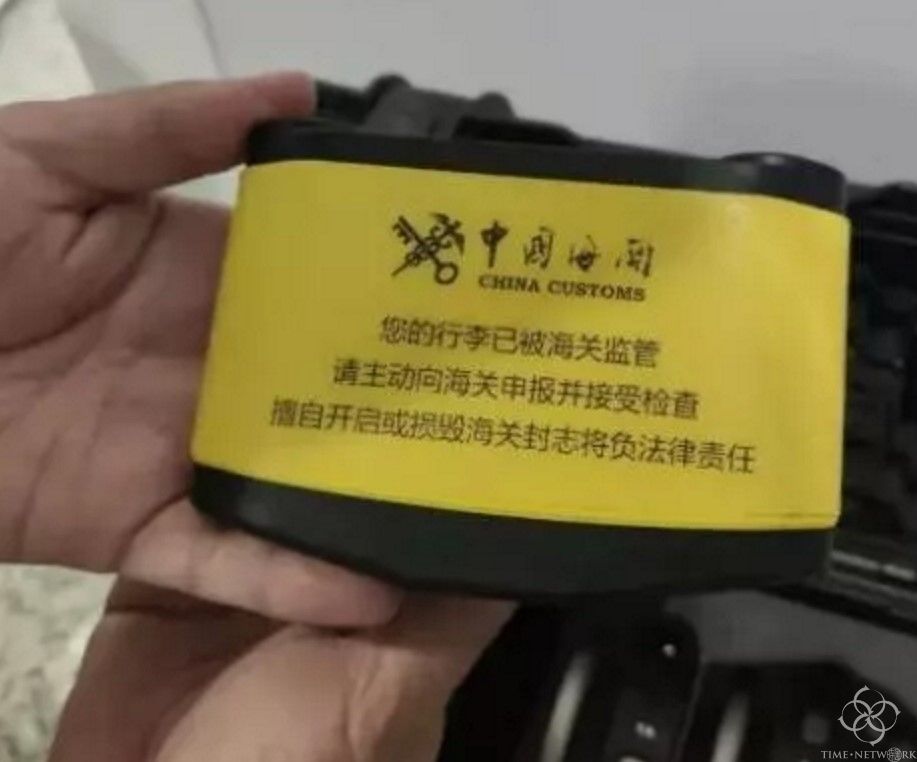 中国海関
CHINA CUSTOMS
您的行李已被海关监管
请主动向海关申报并接受检查
擅自开启或损毁海关封志将负法律责任
TIME·NETWORK